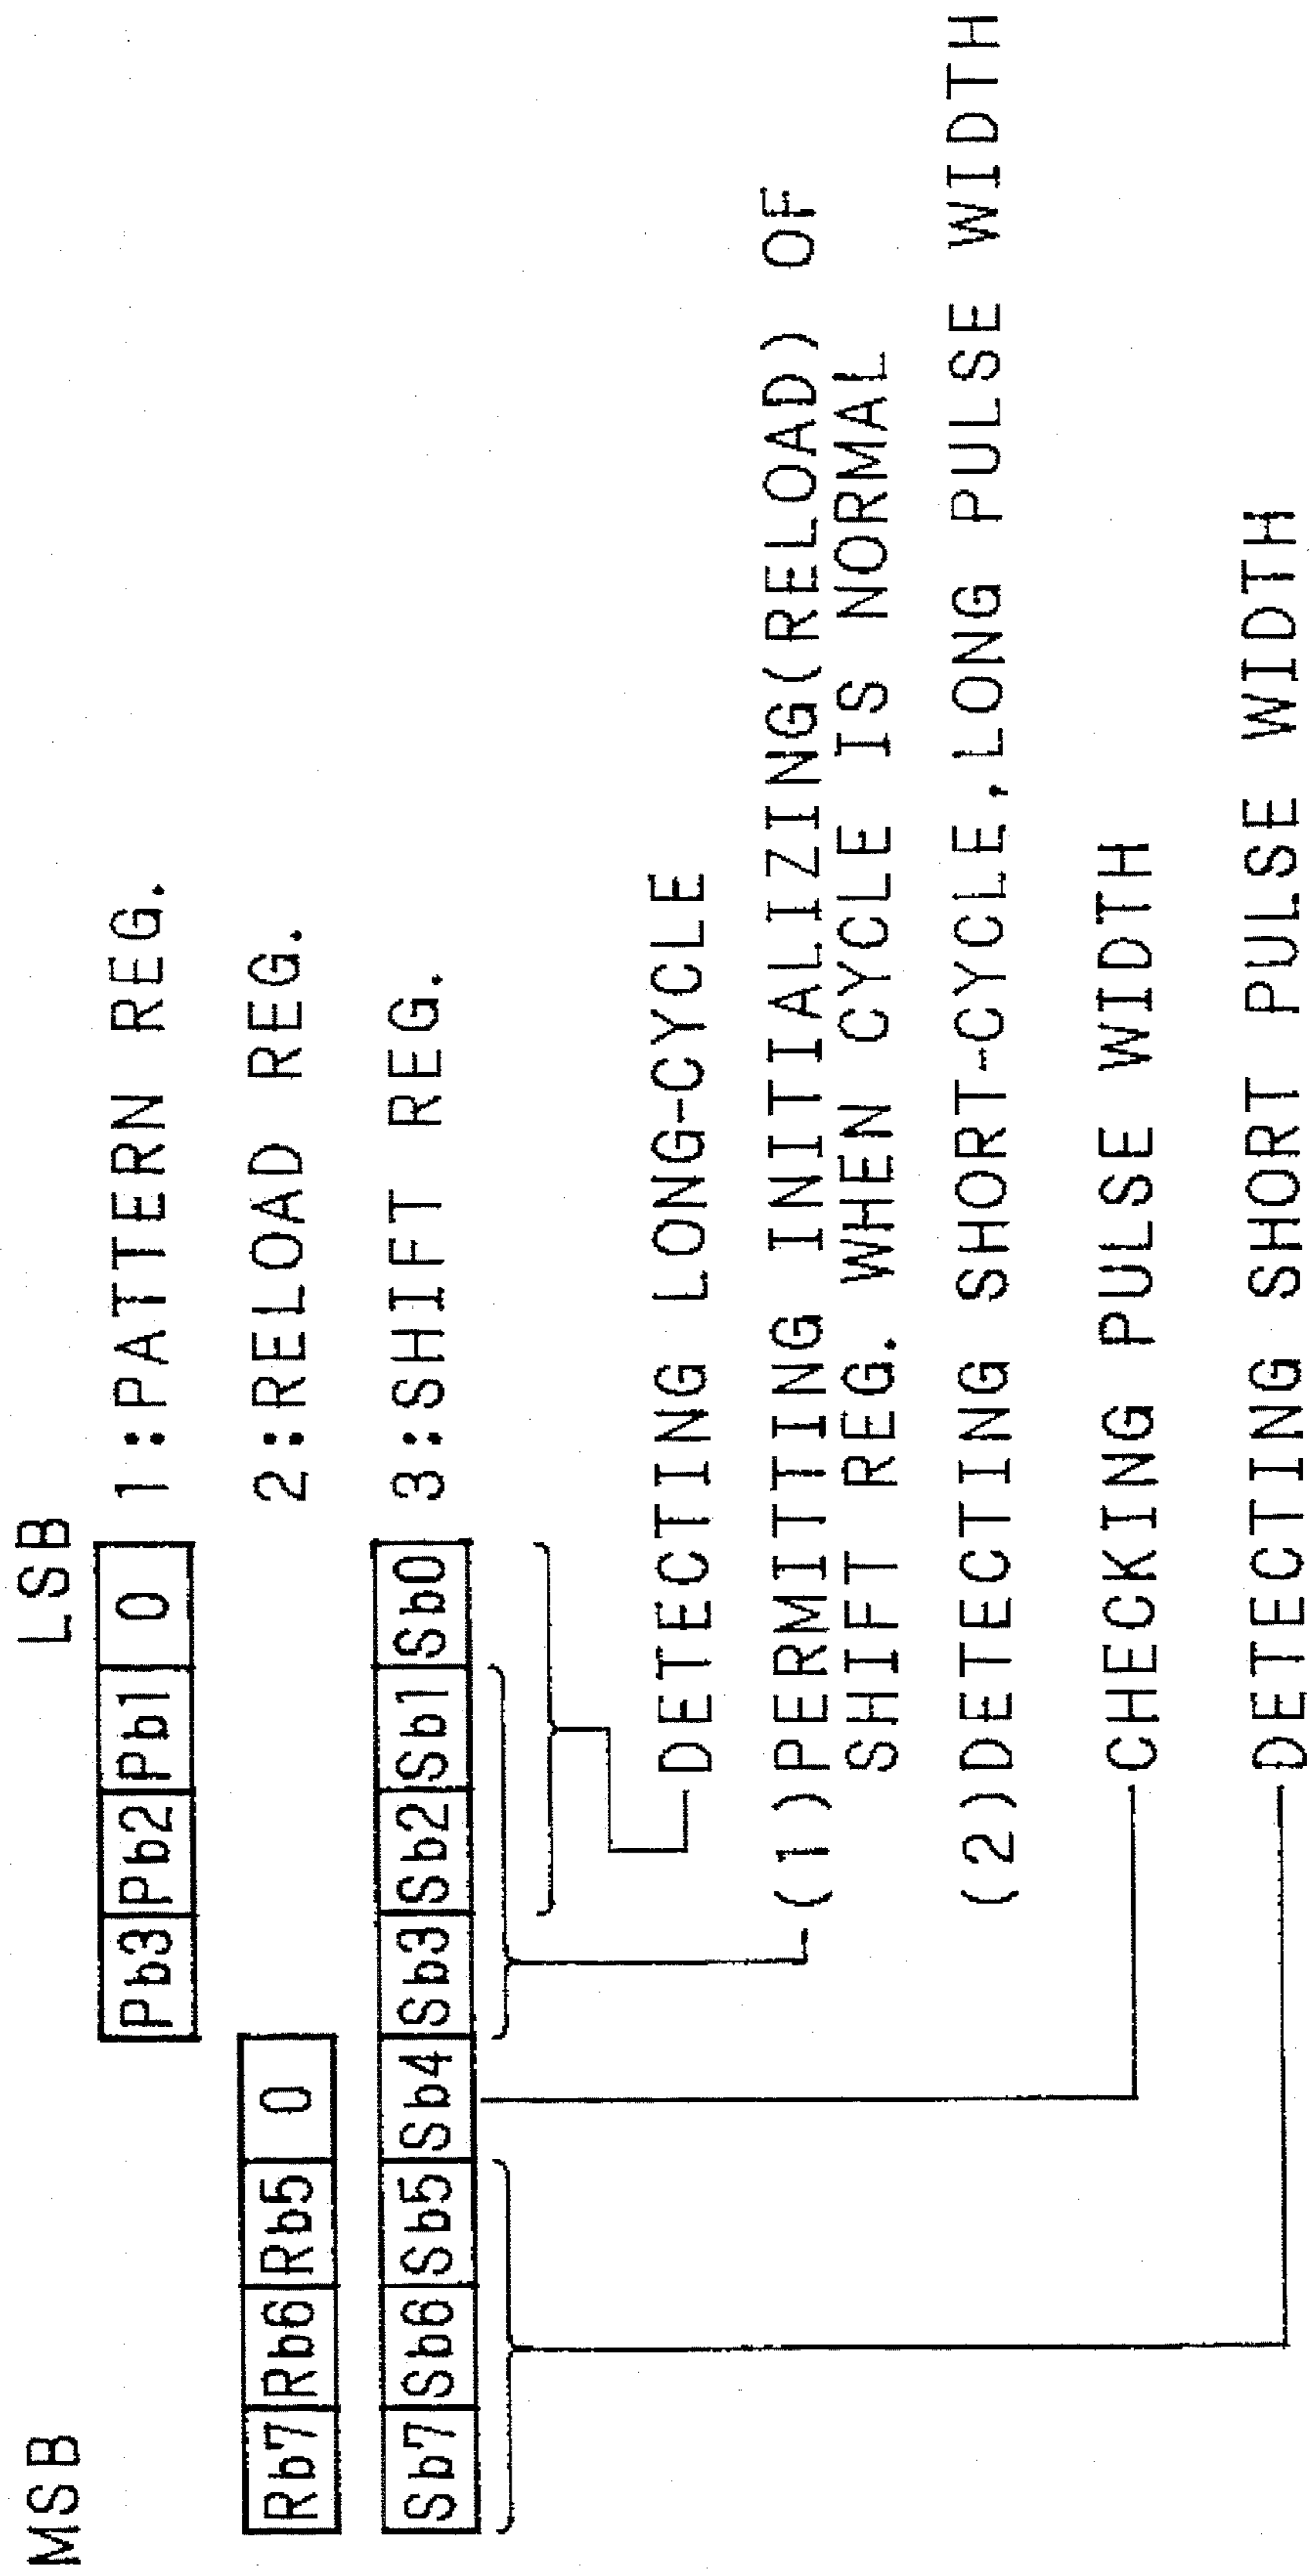 MSB LSB
Pb3 Pb2 Pb1 0 1:PATTERN REG.
Rb7 Rb6 Rb5 0 2:RELOAD REG.
Sb7 Sb6 Sb5 Sb4 Sb3 Sb2 Sb1 Sb0 3:SHIFT REG.
DETECTING LONG-CYCLE
(1)PERMITTING INITIALIZING(RELOAD) OF
SHIFT REG. WHEN CYCLE IS NORMAL
(2)DETECTING SHORT-CYCLE,LONG PULSE WIDTH
CHECKING PULSE WIDTH
DETECTING SHORT PULSE WIDTH